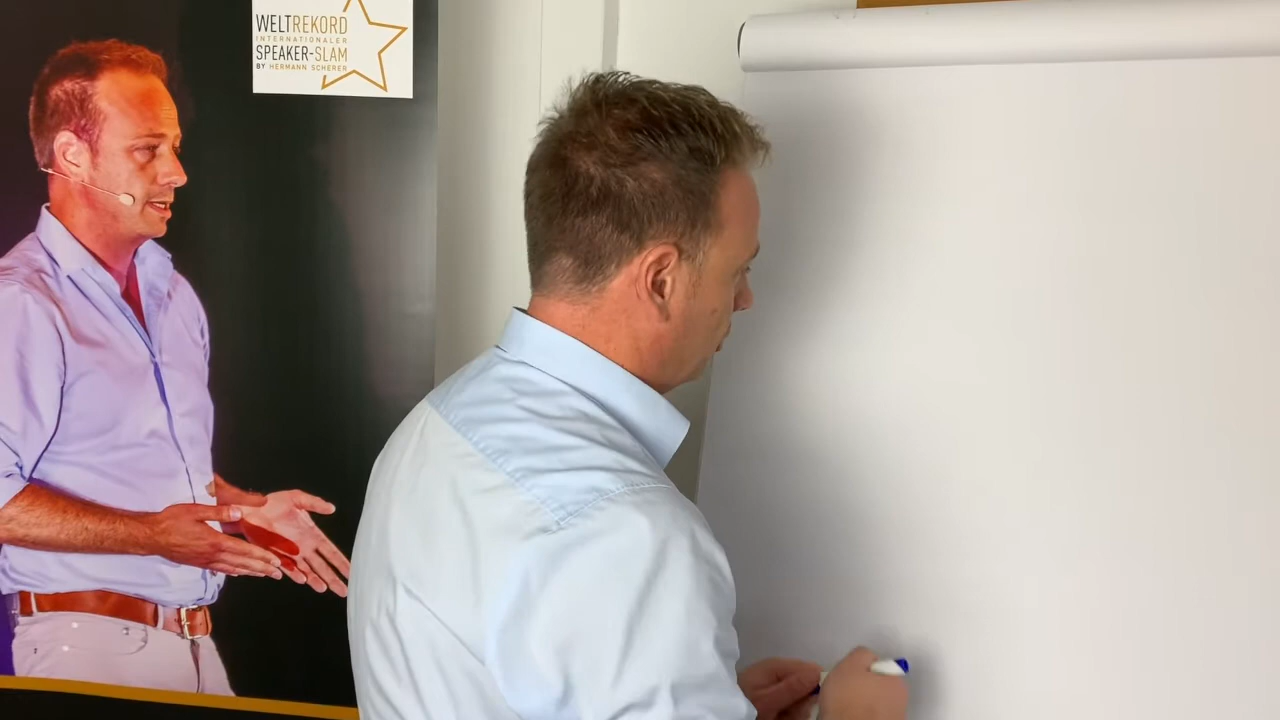 WELTREKORD
INTERNATIONALER
SPEAKER-SLAM
BY HERMANN SCHERER